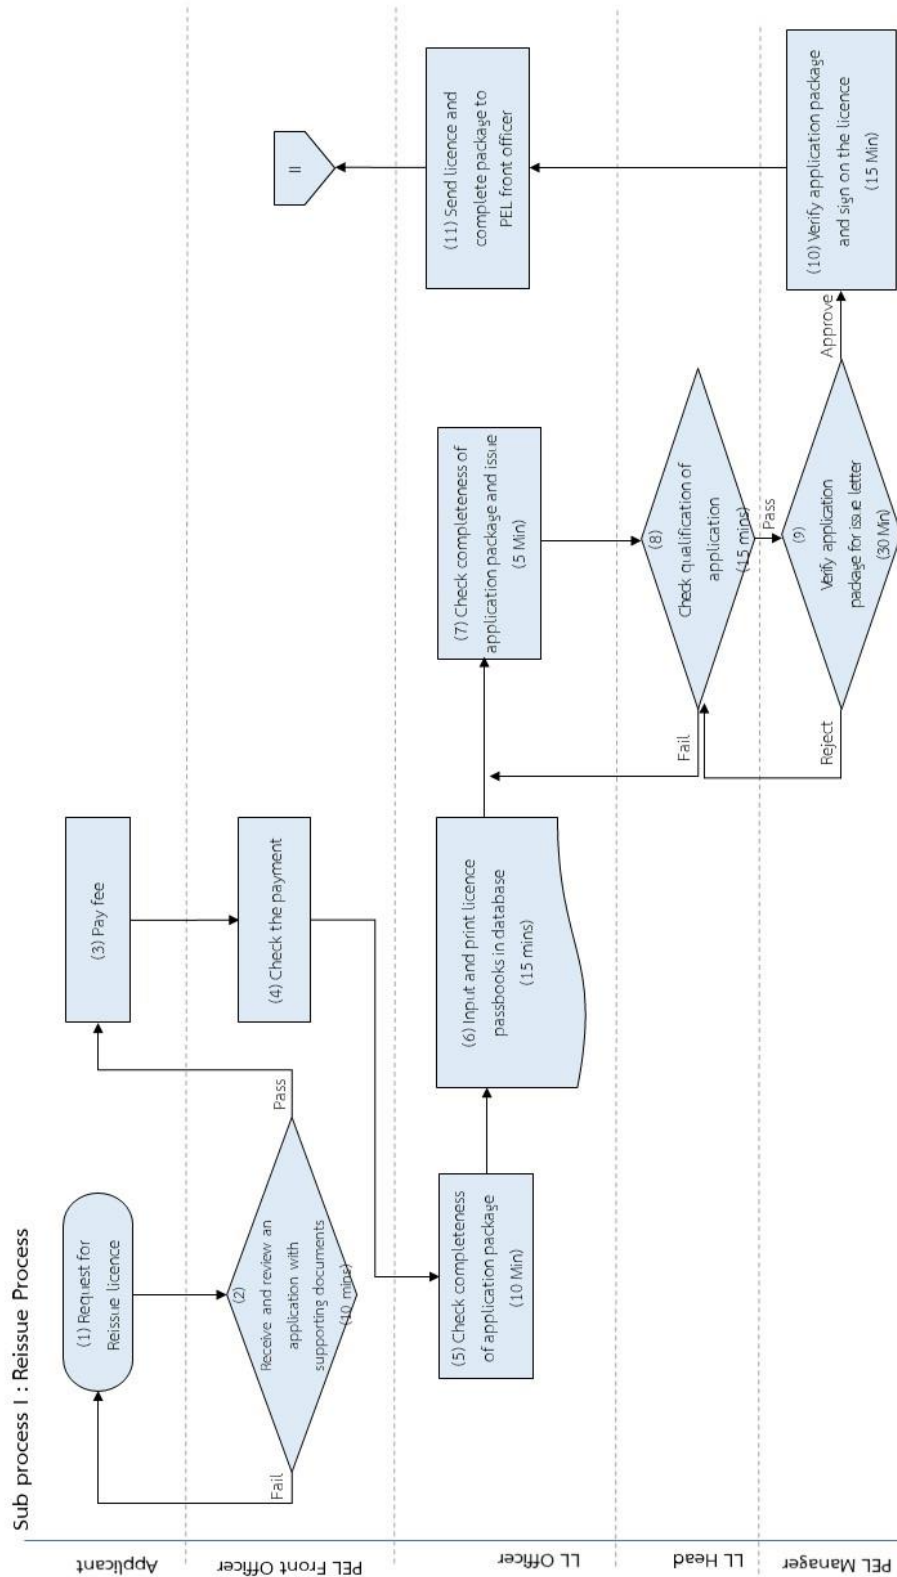 Sub process I : Reissue Process
Applicant
PEL Front Officer
LL Officer
LL Head
PEL Manager
(1) Request for
Reissue licence
(2)
Receive and review an
application with
supporting documents
(10 mins)
Fail
Pass
(3) Pay fee
(4) Check the payment
(5) Check completeness
of application package
(10 Min)
(6) Input and print licence
passbooks in database
(15 mins)
(7) Check completeness of
application package and issue
(5 Min)
(8)
Check qualification of
application
(15 mins)
Fail
Pass
(9)
Verify application
package for issue letter
(30 Min)
Reject
Approve
(10) Verify application package
and sign on the licence
(15 Min)
(11) Send licence and
complete package to
PEL front officer
II